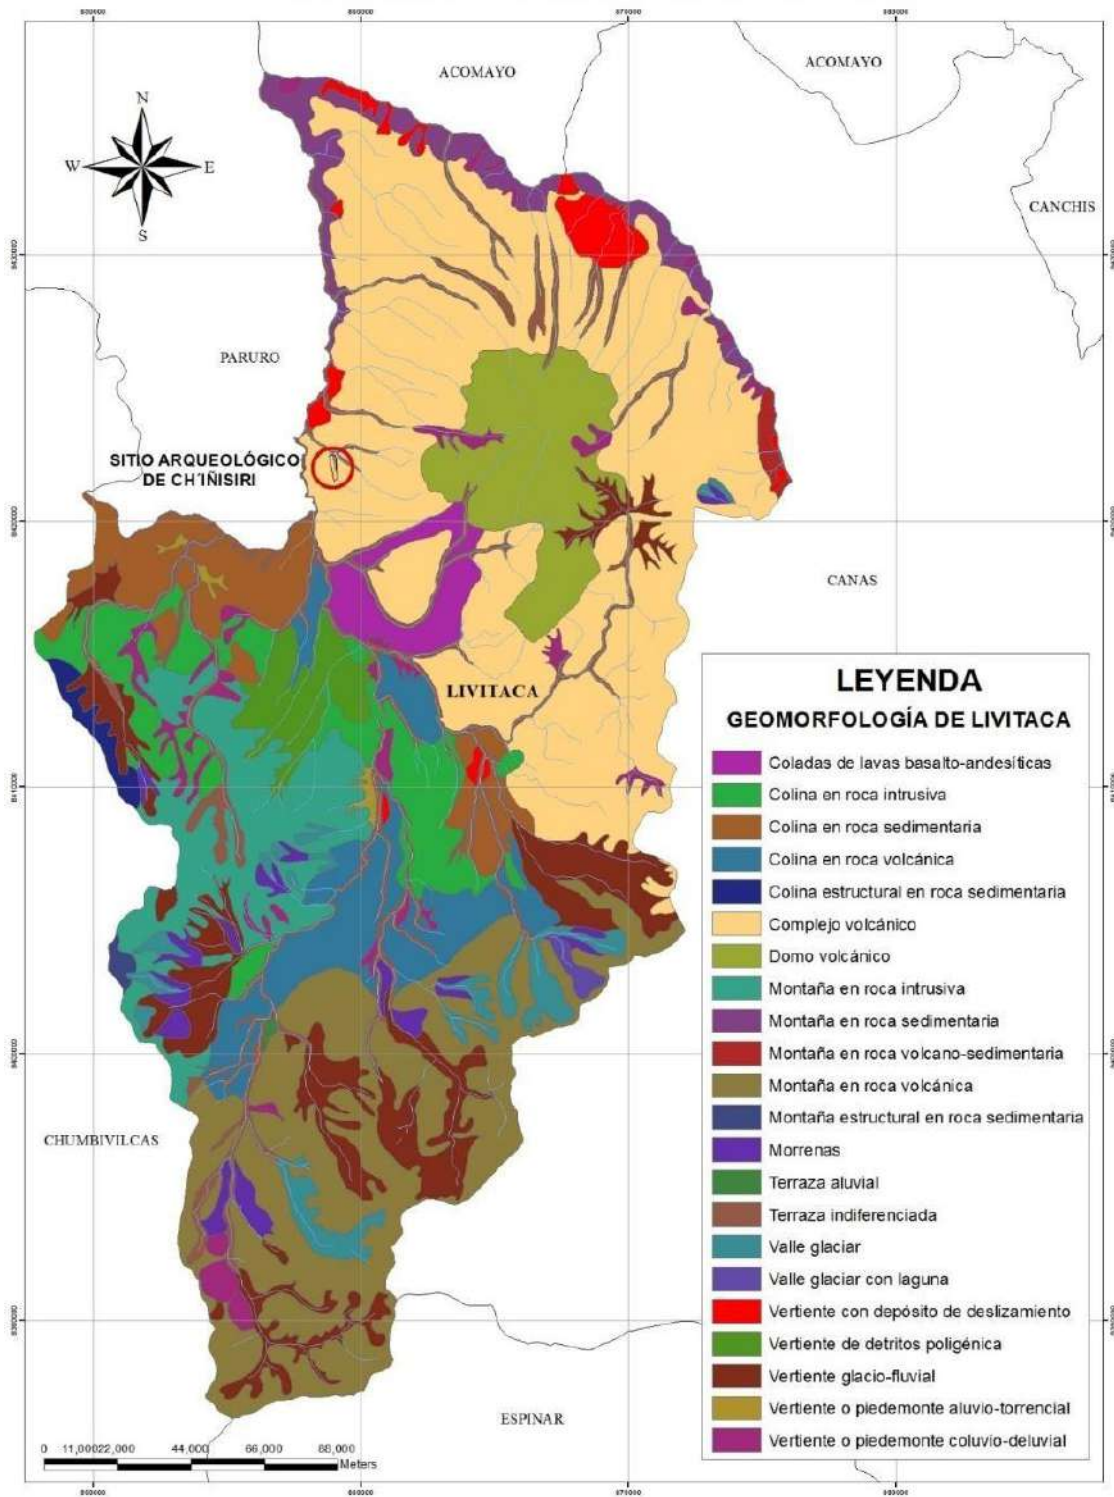 ACOMAYO
ACOMAYO
N
W
E
S
CANCHIS
PARURO
SITIO ARQUEOLÓGICO
DE CH'IÑISIRI
CANAS
LIVITACA
CHUMBIVILCAS
ESPINAR
LEYENDA
GEOMORFOLOGÍA DE LIVITACA
Coladas de lavas basalto-andesíticas
Colina en roca intrusiva
Colina en roca sedimentaria
Colina en roca volcánica
Colina estructural en roca sedimentaria
Complejo volcánico
Domo volcánico
Montaña en roca intrusiva
Montaña en roca sedimentaria
Montaña en roca volcano-sedimentaria
Montaña en roca volcánica
Montaña estructural en roca sedimentaria
Morrenas
Terraza aluvial
Terraza indiferenciada
Valle glaciar
Valle glaciar con laguna
Vertiente con depósito de deslizamiento
Vertiente de detritos poligénica
Vertiente glacio-fluvial
Vertiente o piedemonte aluvio-torrencial
Vertiente o piedemonte coluvio-deluvial
0 11,00022,000 44,000 66,000 88,000
Meters